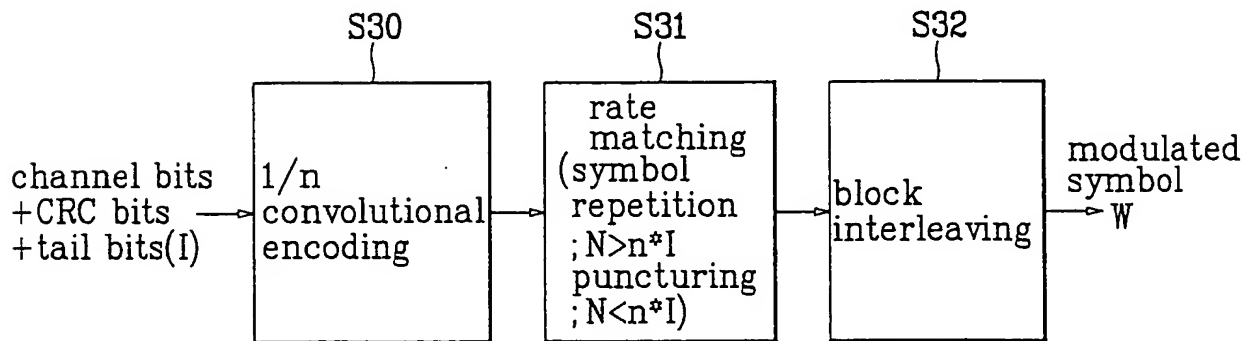 S30
S31
S32
channel bits
+CRC bits
+tail bits(I)
1/n
convolutional
encoding
rate
matching
(symbol
repetition
;N>n*I
puncturing
;N<n*I)
block
interleaving
modulated
symbol
W